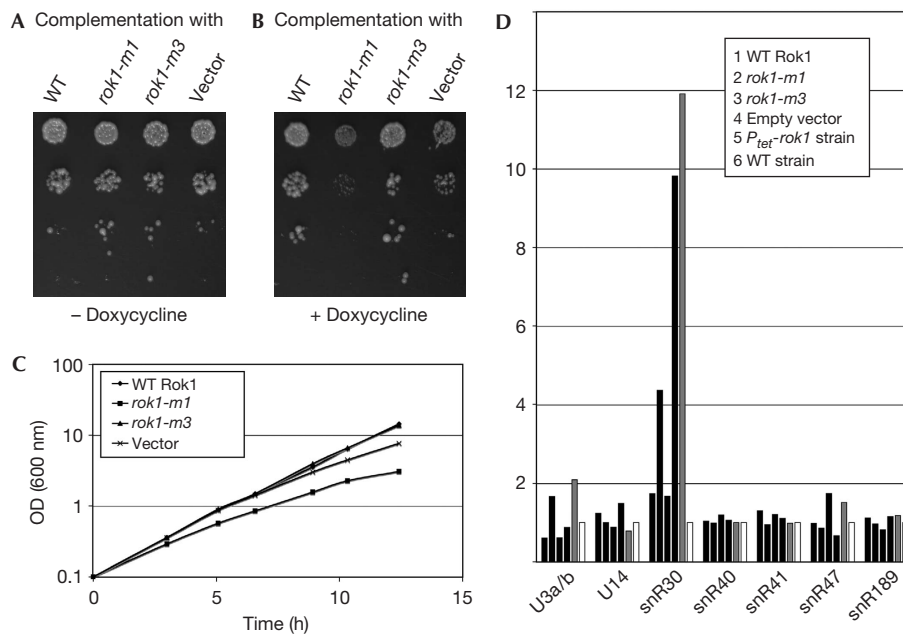 A Complementation with
WT
rok1-m1
rok1-m3
Vector
– Doxycycline
B Complementation with
WT
rok1-m1
rok1-m3
Vector
+ Doxycycline
C
100
10
1
0.1
OD (600 nm)
WT Rok1
rok1-m1
rok1-m3
Vector
0 5 10 15
Time (h)
D
12
10
8
6
4
2
1 WT Rok1
2 rok1-m1
3 rok1-m3
4 Empty vector
5 Ptet-rok1 strain
6 WT strain
U3a/b
U14
snR30
snR40
snR41
snR47
snR189